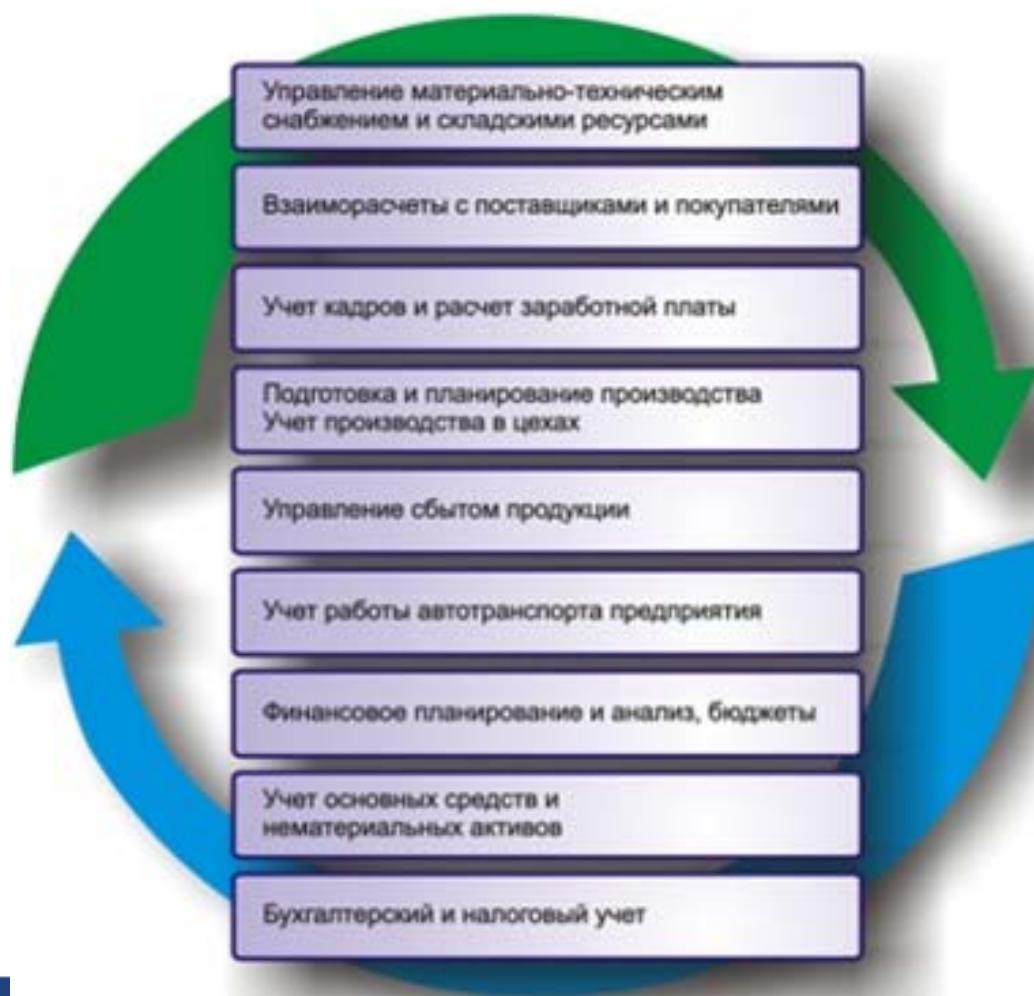 Управление материально-техническим
снабжением и складскими ресурсами
Взаиморасчеты с поставщиками и покупателями
Учет кадров и расчет заработной платы
Подготовка и планирование производства
Учет производства в цехах
Управление сбытом продукции
Учет работы автотранспорта предприятия
Финансовое планирование и анализ, бюджеты
Учет основных средств и
нематериальных активов
Бухгалтерский и налоговый учет